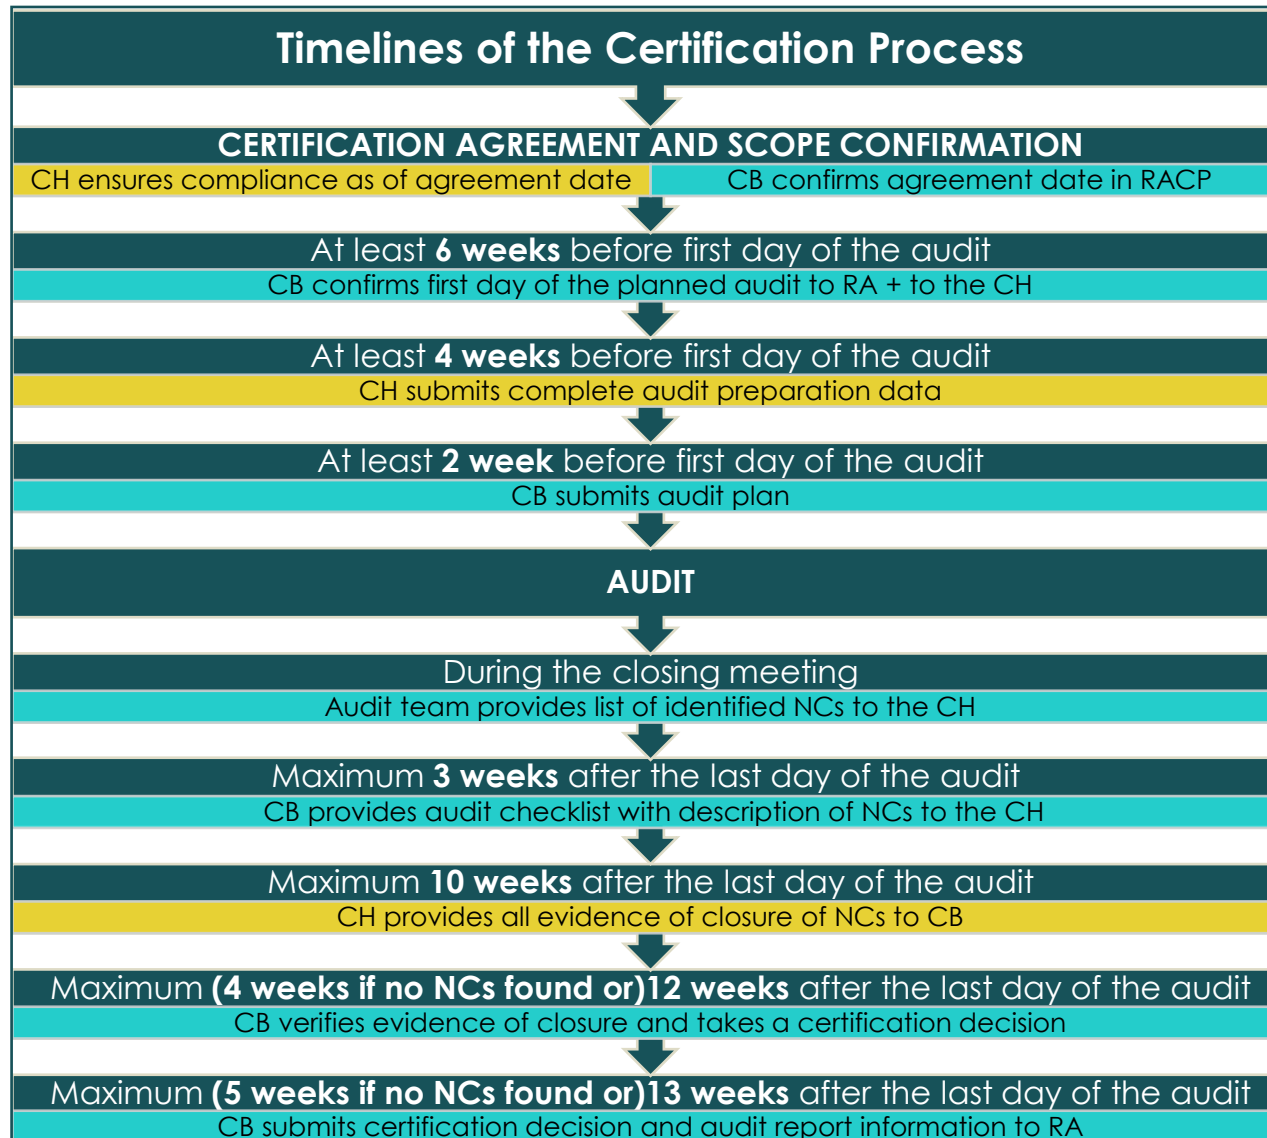 Timelines of the Certification Process
CERTIFICATION AGREEMENT AND SCOPE CONFIRMATION
CH ensures compliance as of agreement date
CB confirms agreement date in RACP
At least 6 weeks before first day of the audit
CB confirms first day of the planned audit to RA + to the CH
At least 4 weeks before first day of the audit
CH submits complete audit preparation data
At least 2 week before first day of the audit
CB submits audit plan
AUDIT
During the closing meeting
Audit team provides list of identified NCs to the CH
Maximum 3 weeks after the last day of the audit
CB provides audit checklist with description of NCs to the CH
Maximum 10 weeks after the last day of the audit
CH provides all evidence of closure of NCs to CB
Maximum (4 weeks if no NCs found or)12 weeks after the last day of the audit
CB verifies evidence of closure and takes a certification decision
Maximum (5 weeks if no NCs found or)13 weeks after the last day of the audit
CB submits certification decision and audit report information to RA